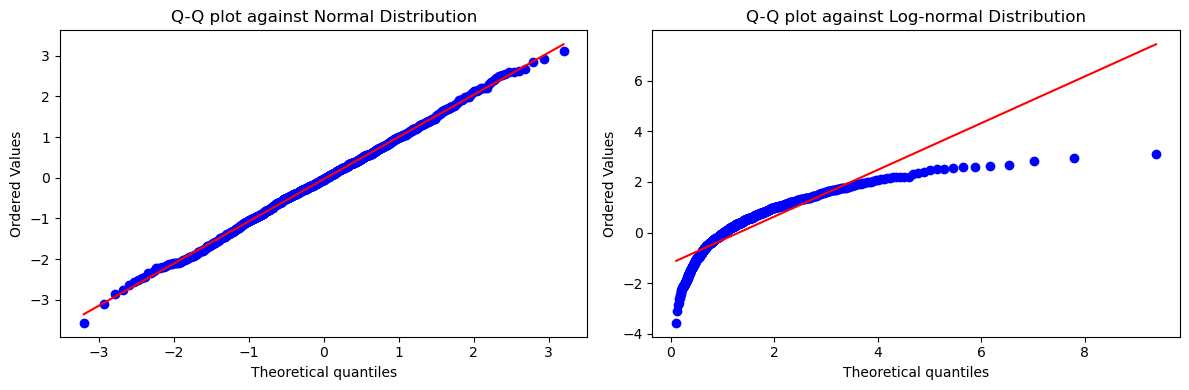 Q-Q plot against Normal Distribution
3
2
1
0
−1
−2
−3
Ordered Values
−3 −2 −1 0 1 2 3
Theoretical quantiles
Q-Q plot against Log-normal Distribution
6
4
2
0
−2
−4
Ordered Values
0 2 4 6 8
Theoretical quantiles